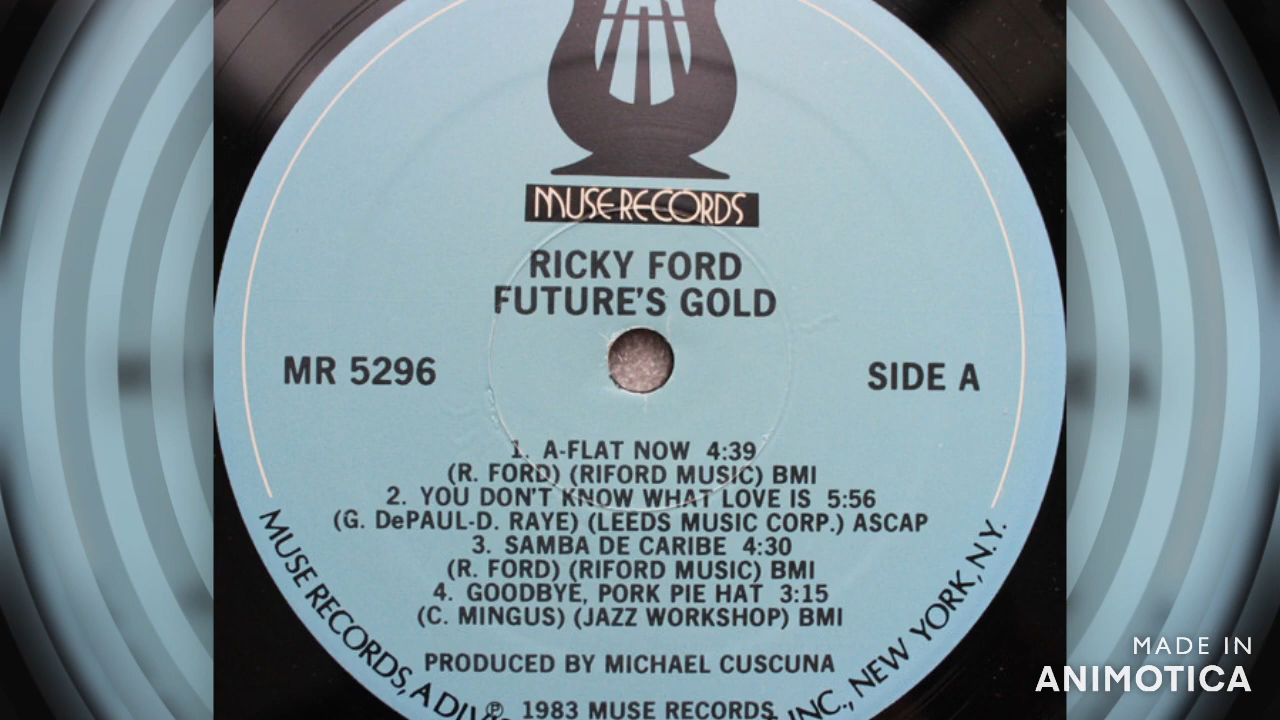 MUSE RECORDS
RICKY FORD
FUTURE'S GOLD
MR 5296
SIDE A
1. A-FLAT NOW 4:39
(R. FORD) (RIFORD MUSIC) BMI
2. YOU DON'T KNOW WHAT LOVE IS 5:56
(G. DePAUL-D. RAYE) (LEEDS MUSIC CORP.) ASCAP
3. SAMBA DE CARIBE 4:30
(R. FORD) (RIFORD MUSIC) BMI
4. GOODBYE, PORK PIE HAT 3:15
(C. MINGUS) (JAZZ WORKSHOP) BMI
PRODUCED BY MICHAEL CUSCUNA
℗ 1983 MUSE RECORDS
MUSE RECORDS, A INC., NEW YORK, N.Y.
MADE IN
ANIMOTICA